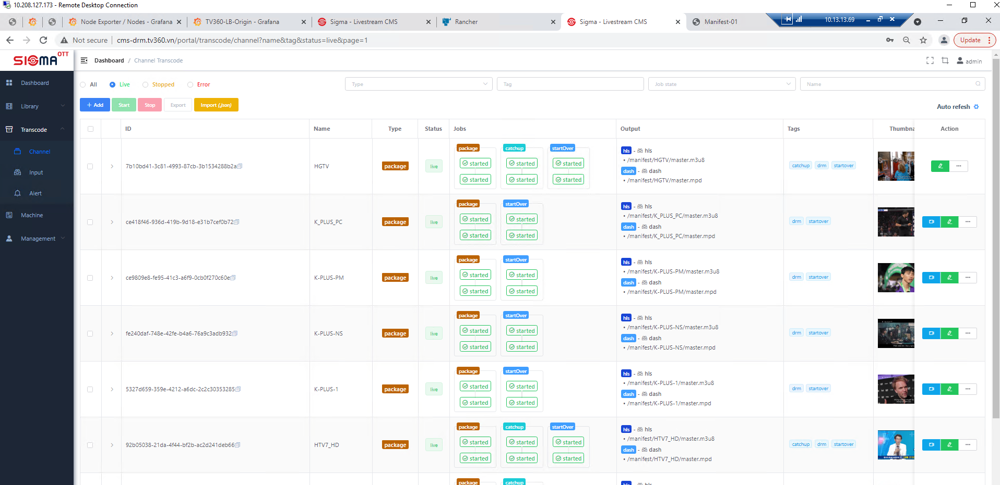 10.208.127.173 - Remote Desktop Connection
Node Exporter / Nodes - Grafana
TV360-LB-Origin - Grafana
Sigma - Livestream CMS
Rancher
Sigma - Livestream CMS
Manifest-01
10.13.13.69
Not secure
cms-drm.tv360.vn/portal/transcode/channel?name&tag&status=live&page=1
Update
SIGMA OTT
Dashboard / Channel Transcode
admin
Dashboard
Library
Transcode
Channel
Input
Alert
Machine
Management
All
Live
Stopped
Error
Type
Tag
Job state
Name
+ Add
Start
Stop
Export
Import (.json)
Auto refesh
ID
Name
Type
Status
Jobs
Output
Tags
Thumbna
Action
7b10bd41-3c81-4993-87cb-3b1534288b2a
HGTV
package
live
package
started
started
catchup
started
started
startOver
started
started
hls - hls
• /manifest/HGTV/master.m3u8
dash - dash
• /manifest/HGTV/master.mpd
catchup drm startover
ce418f46-936d-419b-9d18-e31b7cef0b72
K_PLUS_PC
package
live
package
started
started
startOver
started
started
hls - hls
• /manifest/K_PLUS_PC/master.m3u8
dash - dash
• /manifest/K_PLUS_PC/master.mpd
drm startover
ce9809e8-fe95-41c3-a6f9-0cb0f270c60e
K-PLUS-PM
package
live
package
started
started
startOver
started
started
hls - hls
• /manifest/K-PLUS-PM/master.m3u8
dash - dash
• /manifest/K-PLUS-PM/master.mpd
drm startover
fe240daf-748e-42fe-b4a6-76a9c3adb932
K-PLUS-NS
package
live
package
started
started
startOver
started
started
hls - hls
• /manifest/K-PLUS-NS/master.m3u8
dash - dash
• /manifest/K-PLUS-NS/master.mpd
drm startover
5327d659-359e-4212-a6dc-2c2c30353285
K-PLUS-1
package
live
package
started
started
startOver
started
started
hls - hls
• /manifest/K-PLUS-1/master.m3u8
dash - dash
• /manifest/K-PLUS-1/master.mpd
drm startover
92b05038-21da-4f44-bf2b-ac2d241deb66
HTV7_HD
package
live
package
started
started
catchup
started
started
startOver
started
started
hls - hls
• /manifest/HTV7_HD/master.m3u8
dash - dash
• /manifest/HTV7_HD/master.mpd
catchup drm startover
package
catchup
hls - hls